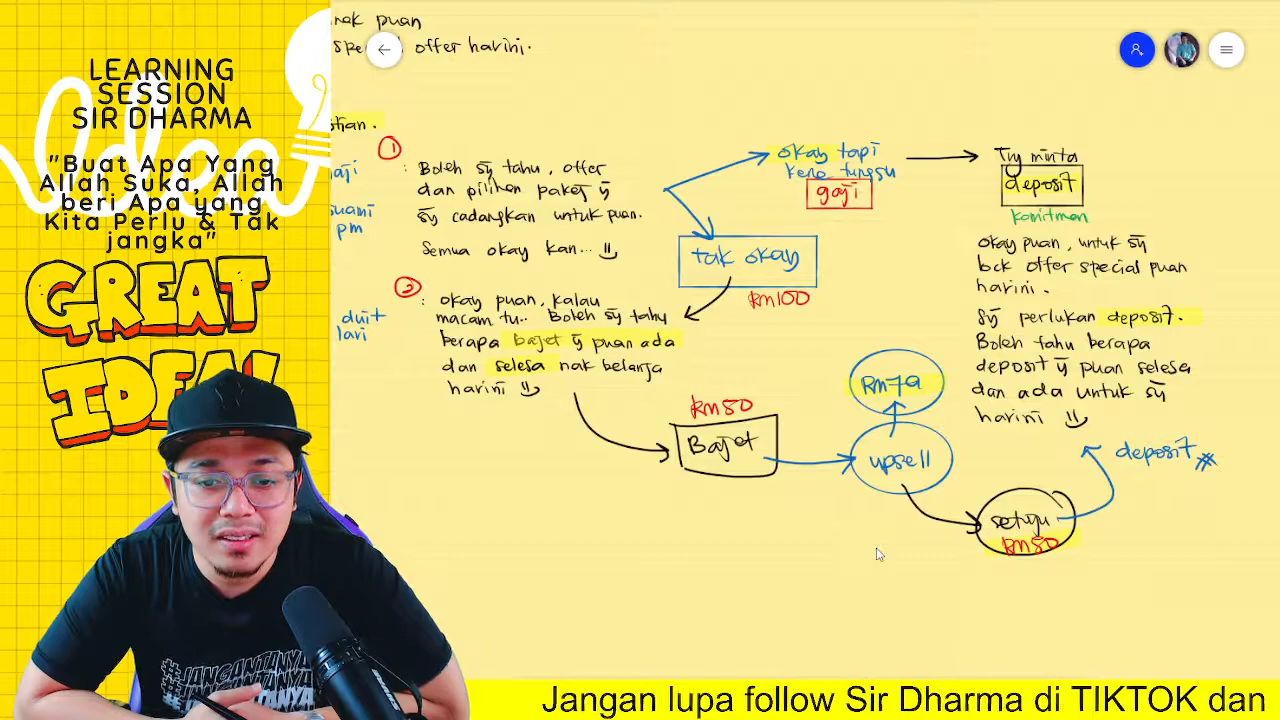 LEARNING
SESSION
SIR DHARMA
"Buat Apa Yang
Allah Suka, Allah
beri Apa yang
Kita Perlu & Tak
jangka"
GREAT
IDEA!
#JANGANTANYA
puan
offer harini.
①
: Boleh sy tahu, offer
dan pilihan pakej y
sy cadangkan untuk puan.
Semua okay kan...
②
: okay puan, kalau
macam tu.. Boleh sy tahu
berapa bajet y puan ada
dan selesa nak belanja
harini
suami
pm
duit
lari
okay tapi
kena tunggu
gaji
tak okay
RM100
Try minta
deposit
komitmen
okay puan, untuk sy
bck offer special puan
harini.
Sy perlukan deposit.
Boleh tahu berapa
deposit y puan selesa
dan ada untuk sy
harini
RM50
Bajet
upsell
RM79
setuju
RM50
deposit #
Jangan lupa follow Sir Dharma di TIKTOK dan